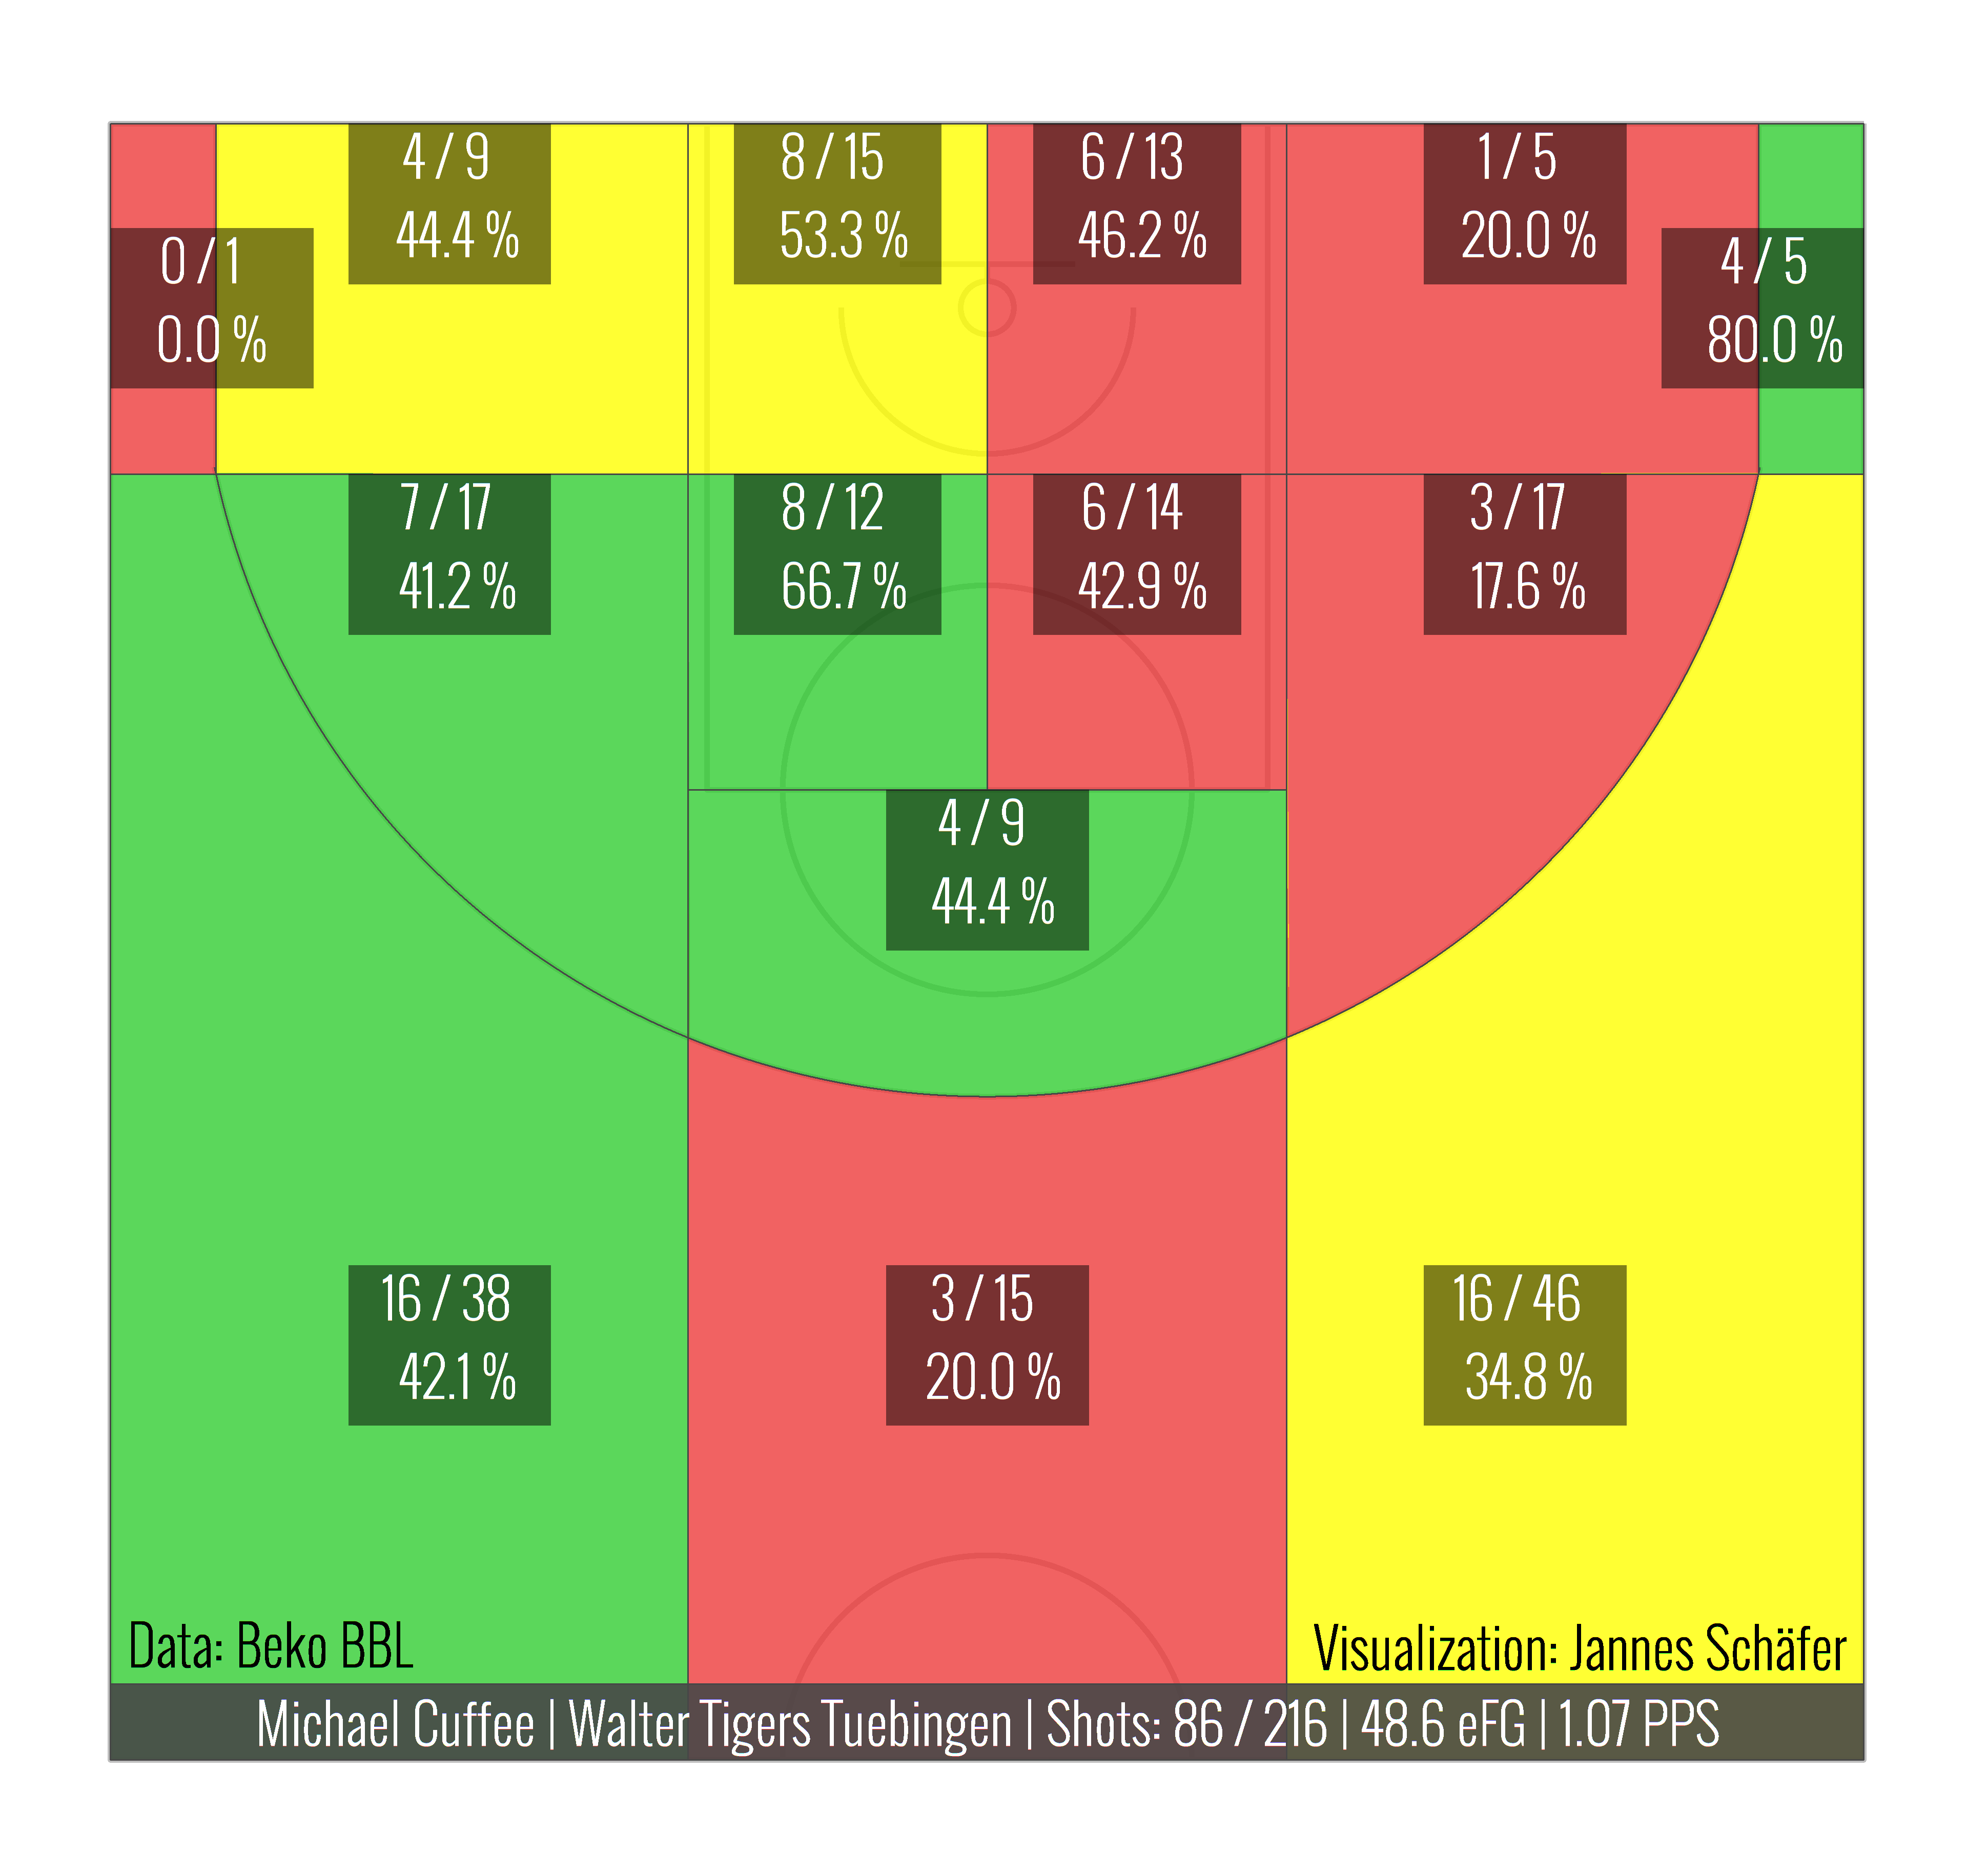 4 / 9
44.4 %
8 / 15
53.3 %
6 / 13
46.2 %
1 / 5
20.0 %
0 / 1
0.0 %
4 / 5
80.0 %
7 / 17
41.2 %
8 / 12
66.7 %
6 / 14
42.9 %
3 / 17
17.6 %
4 / 9
44.4 %
16 / 38
42.1 %
3 / 15
20.0 %
16 / 46
34.8 %
Data: Beko BBL
Visualization: Jannes Schäfer
Michael Cuffee | Walter Tigers Tuebingen | Shots: 86 / 216 | 48.6 eFG | 1.07 PPS